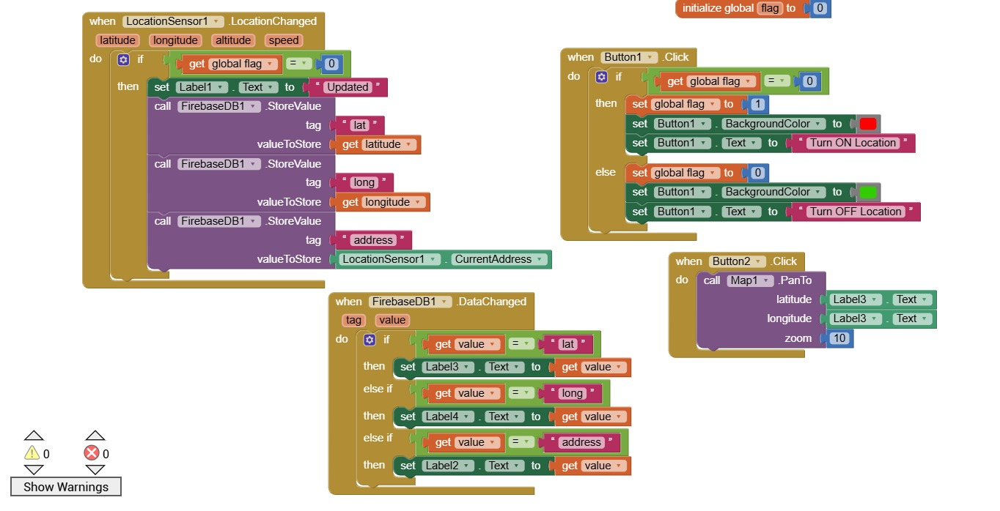 initialize global flag to 0
when LocationSensor1 .LocationChanged
latitude longitude altitude speed
do if get global flag = 0
then set Label1 . Text to “ Updated ”
call FirebaseDB1 .StoreValue
tag “ lat ”
valueToStore get latitude
call FirebaseDB1 .StoreValue
tag “ long ”
valueToStore get longitude
call FirebaseDB1 .StoreValue
tag “ address ”
valueToStore LocationSensor1 . CurrentAddress
when Button1 .Click
do if get global flag = 0
then set global flag to 1
set Button1 . BackgroundColor to
set Button1 . Text to “ Turn ON Location ”
else set global flag to 0
set Button1 . BackgroundColor to
set Button1 . Text to “ Turn OFF Location ”
when Button2 .Click
do call Map1 .PanTo
latitude Label3 . Text
longitude Label3 . Text
zoom 10
when FirebaseDB1 .DataChanged
tag value
do if get value = “ lat ”
then set Label3 . Text to get value
else if get value = “ long ”
then set Label4 . Text to get value
else if get value = “ address ”
then set Label2 . Text to get value
0 0
Show Warnings